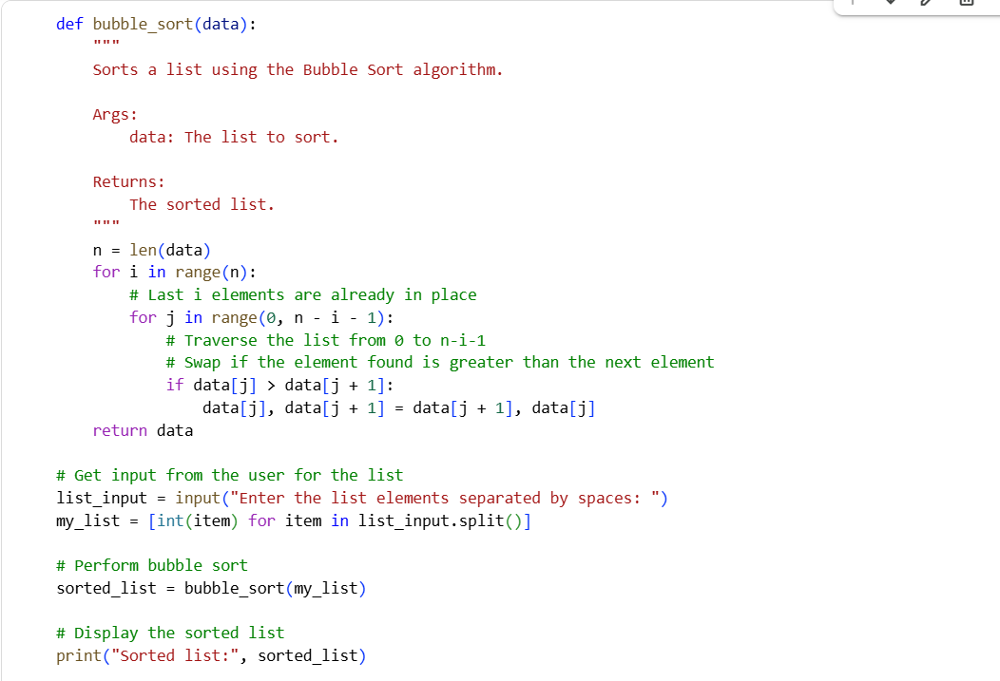 def bubble_sort(data):
    """
    Sorts a list using the Bubble Sort algorithm.

    Args:
        data: The list to sort.

    Returns:
        The sorted list.
    """
    n = len(data)
    for i in range(n):
        # Last i elements are already in place
        for j in range(0, n - i - 1):
            # Traverse the list from 0 to n-i-1
            # Swap if the element found is greater than the next element
            if data[j] > data[j + 1]:
                data[j], data[j + 1] = data[j + 1], data[j]
    return data

# Get input from the user for the list
list_input = input("Enter the list elements separated by spaces: ")
my_list = [int(item) for item in list_input.split()]

# Perform bubble sort
sorted_list = bubble_sort(my_list)

# Display the sorted list
print("Sorted list:", sorted_list)